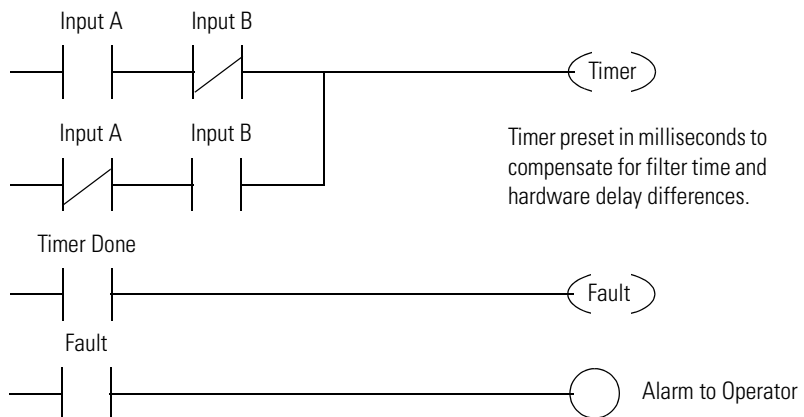 Input A Input B
Timer
Input A Input B
Timer preset in milliseconds to
compensate for filter time and
hardware delay differences.
Timer Done
Fault
Fault
Alarm to Operator